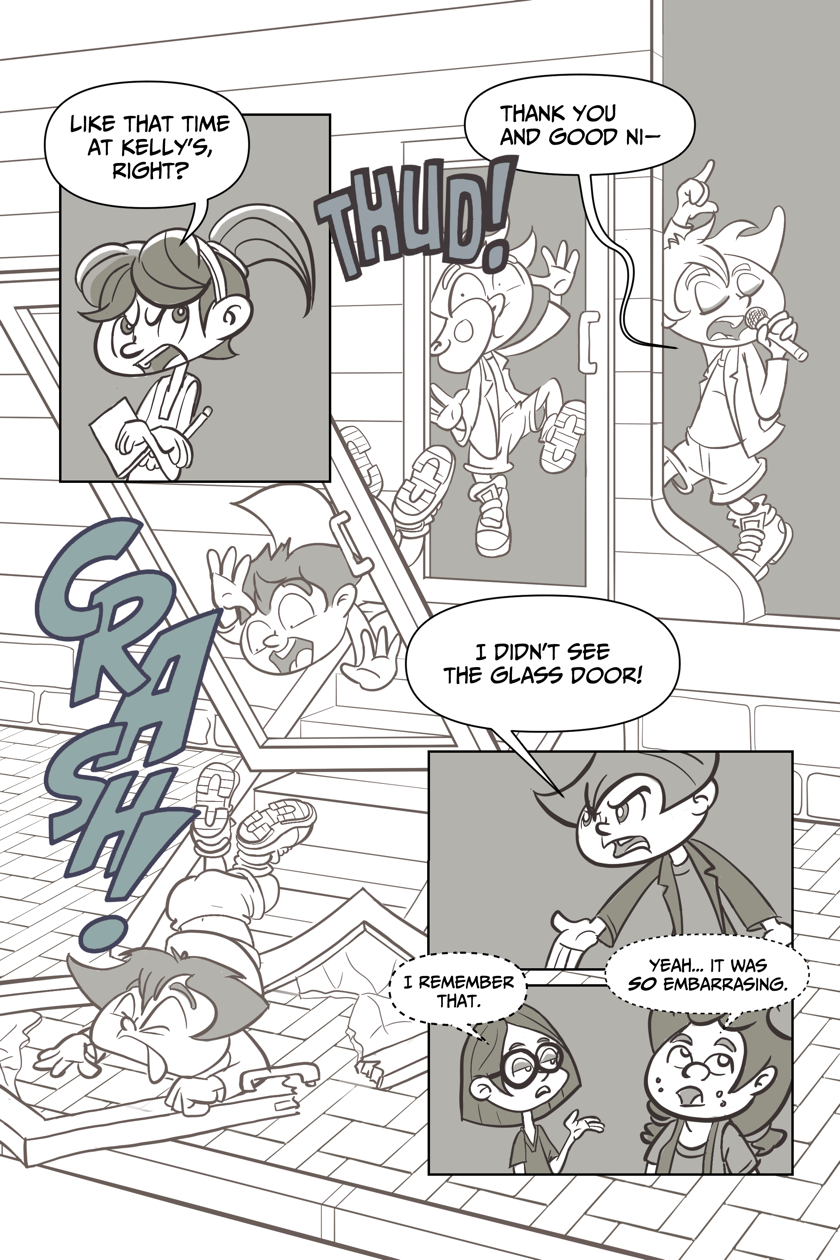 LIKE THAT TIME
AT KELLY'S,
RIGHT?
THANK YOU
AND GOOD NI–
THUD!
CRASH!
I DIDN'T SEE
THE GLASS DOOR!
I REMEMBER
THAT.
YEAH... IT WAS
SO EMBARRASING.